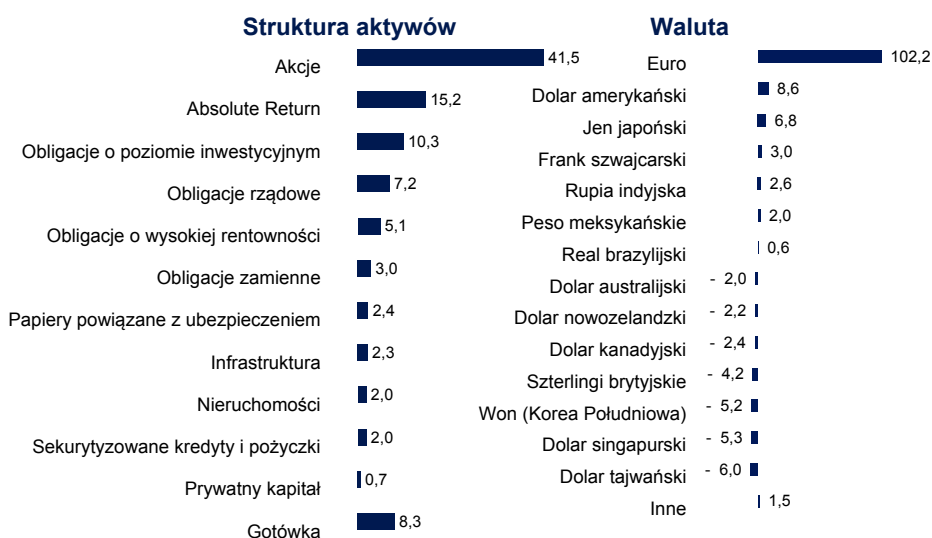 Struktura aktywów
Akcje 41,5
Absolute Return 15,2
Obligacje o poziomie inwestycyjnym 10,3
Obligacje rządowe 7,2
Obligacje o wysokiej rentowności 5,1
Obligacje zamienne 3,0
Papiery powiązane z ubezpieczeniem 2,4
Infrastruktura 2,3
Nieruchomości 2,0
Sekurytyzowane kredyty i pożyczki 2,0
Prywatny kapitał 0,7
Gotówka 8,3
Waluta
Euro 102,2
Dolar amerykański 8,6
Jen japoński 6,8
Frank szwajcarski 3,0
Rupia indyjska 2,6
Peso meksykańskie 2,0
Real brazylijski 0,6
Dolar australijski - 2,0
Dolar nowozelandzki - 2,2
Dolar kanadyjski - 2,4
Szterlingi brytyjskie - 4,2
Won (Korea Południowa) - 5,2
Dolar singapurski - 5,3
Dolar tajwański - 6,0
Inne 1,5